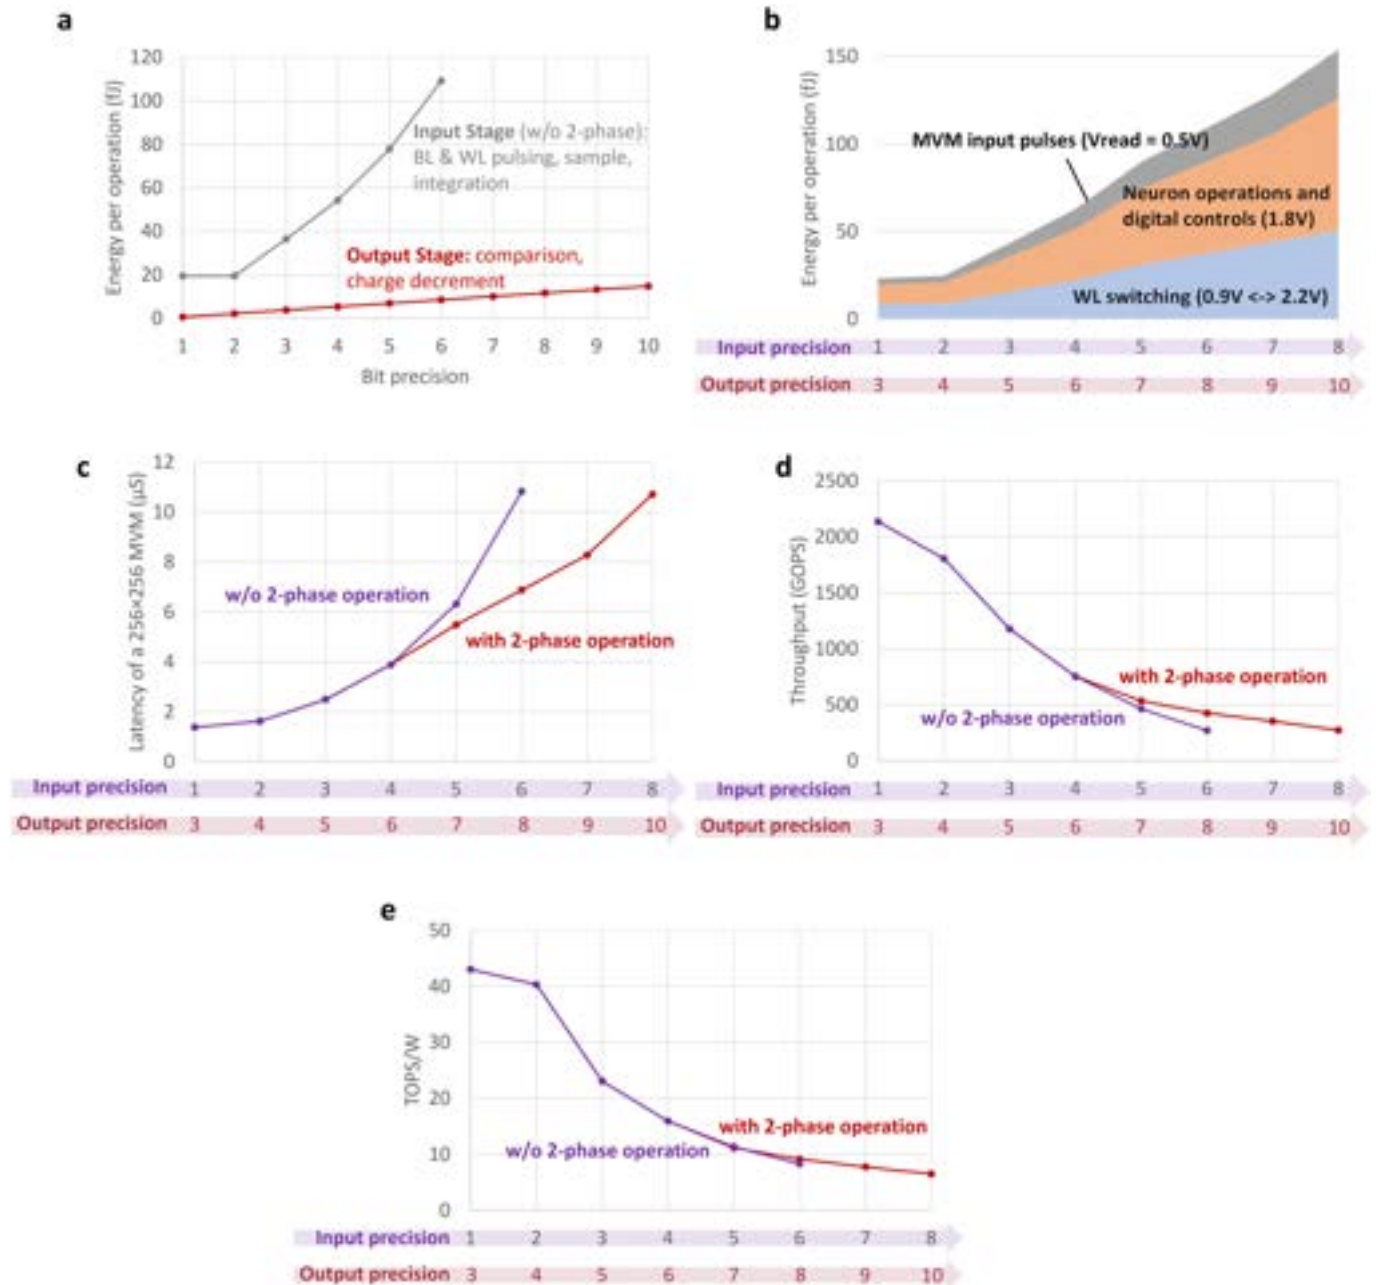 a
Energy per operation (fJ)
120
100
80
60
40
20
0
Input Stage (w/o 2-phase):
BL & WL pulsing, sample,
integration
Output Stage: comparison,
charge decrement
1 2 3 4 5 6 7 8 9 10
Bit precision
b
Energy per operation (fJ)
150
100
50
0
MVM input pulses (Vread = 0.5V)
Neuron operations and
digital controls (1.8V)
WL switching (0.9V <-> 2.2V)
Input precision 1 2 3 4 5 6 7 8
Output precision 3 4 5 6 7 8 9 10
c
Latency of a 256×256 MVM (μS)
12
10
8
6
4
2
0
w/o 2-phase operation
with 2-phase operation
Input precision 1 2 3 4 5 6 7 8
Output precision 3 4 5 6 7 8 9 10
d
Throughput (GOPS)
2500
2000
1500
1000
500
0
with 2-phase operation
w/o 2-phase operation
Input precision 1 2 3 4 5 6 7 8
Output precision 3 4 5 6 7 8 9 10
e
TOPS/W
50
40
30
20
10
0
with 2-phase operation
w/o 2-phase operation
Input precision 1 2 3 4 5 6 7 8
Output precision 3 4 5 6 7 8 9 10